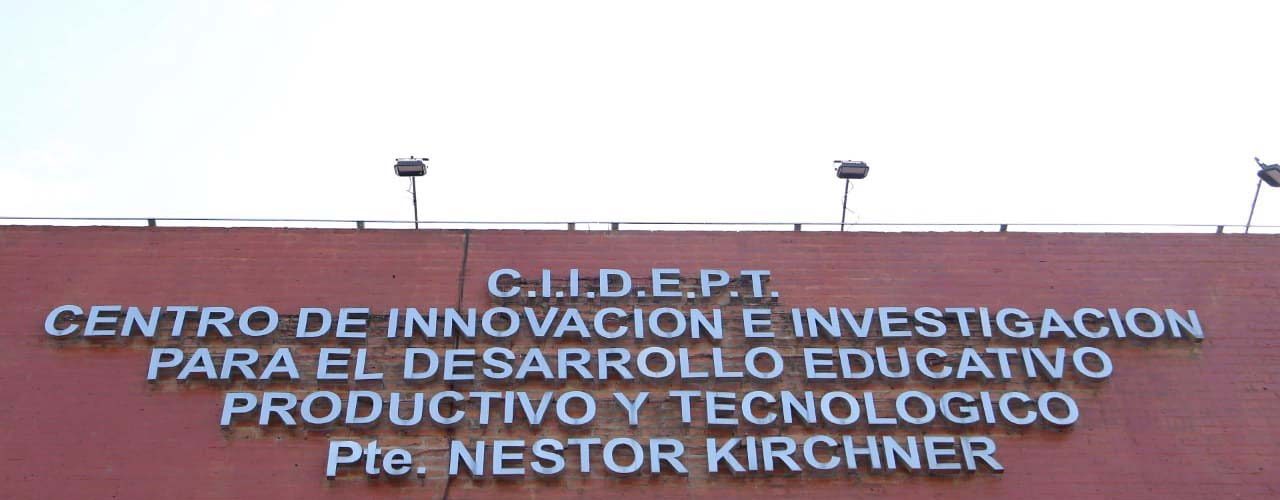 C.I.I.D.E.P.T.
CENTRO DE INNOVACION E INVESTIGACION
PARA EL DESARROLLO EDUCATIVO
PRODUCTIVO Y TECNOLOGICO
Pte. NESTOR KIRCHNER